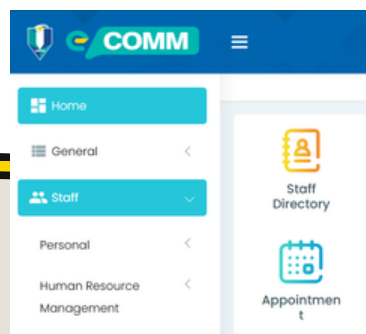 e-COMM
Home
General
Staff
Personal
Human Resource
Management
Staff
Directory
Appointmen
t